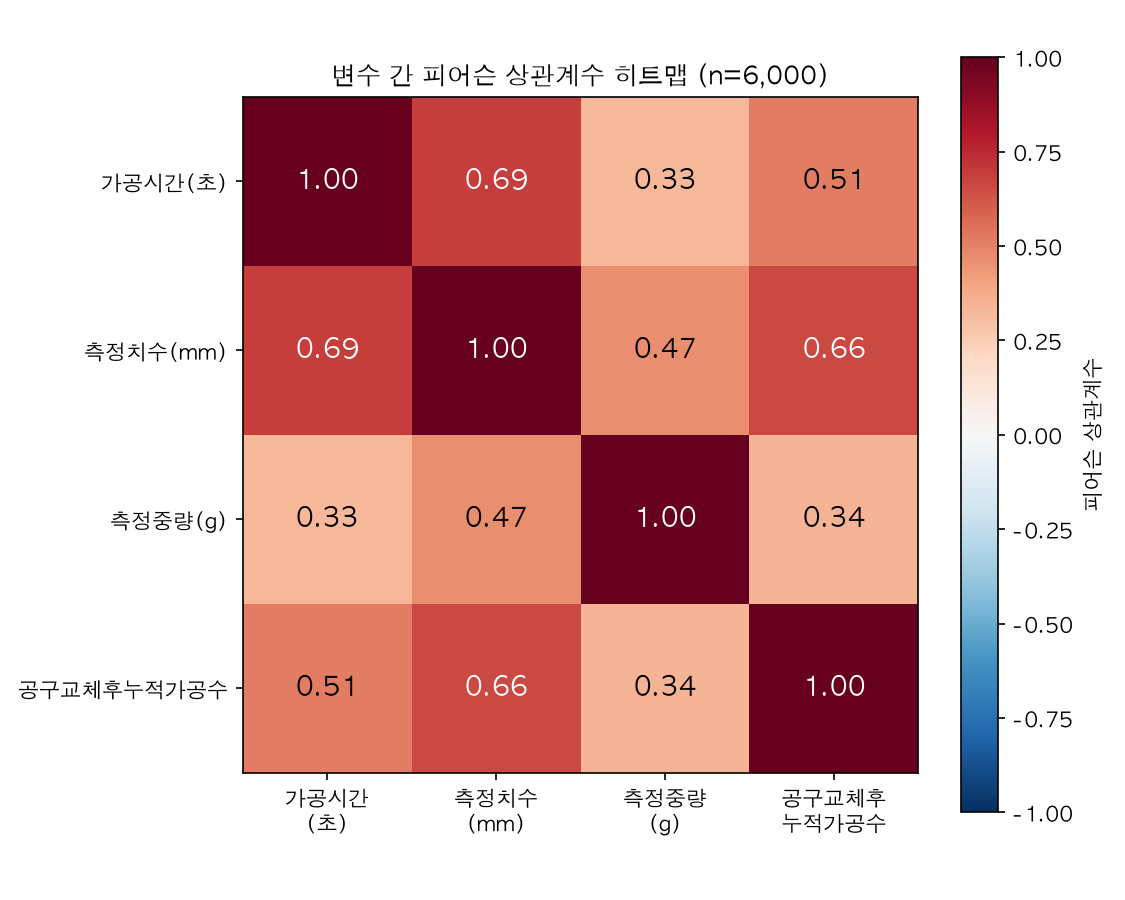 변수 간 피어슨 상관계수 히트맵 (n=6,000)
가공시간(초)
1.00
0.69
0.33
0.51
측정치수(mm)
0.69
1.00
0.47
0.66
측정중량(g)
0.33
0.47
1.00
0.34
공구교체후누적가공수
0.51
0.66
0.34
1.00
가공시간
(초)
측정치수
(mm)
측정중량
(g)
공구교체후
누적가공수
1.00
0.75
0.50
0.25
0.00
-0.25
-0.50
-0.75
-1.00
피어슨 상관계수